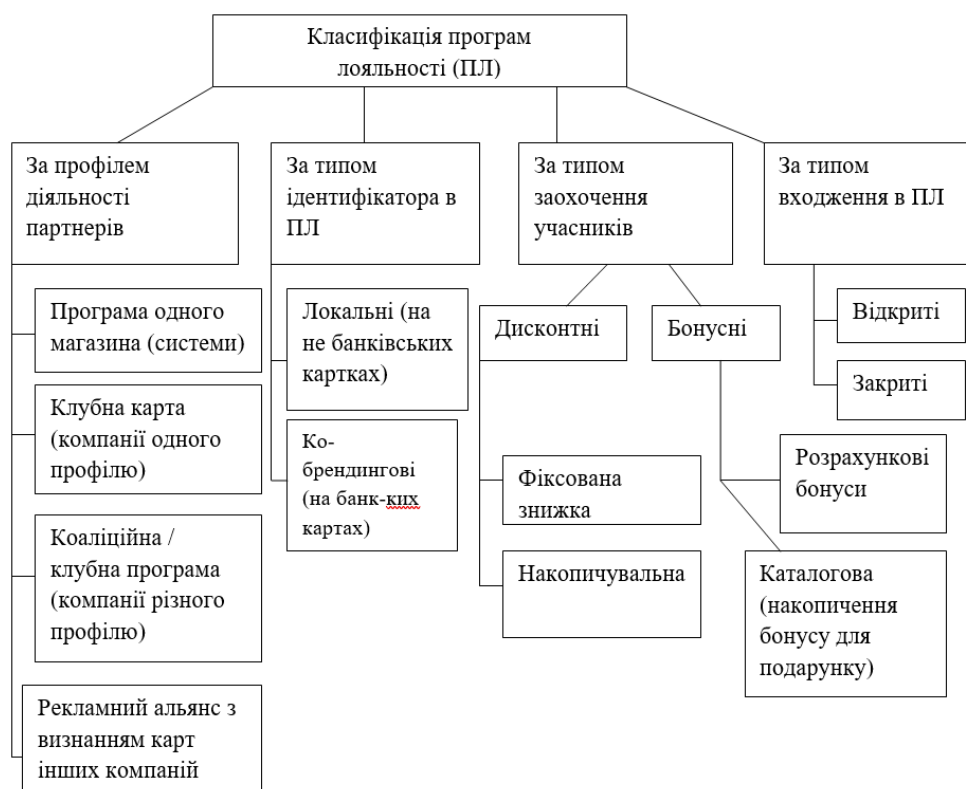 Класифікація програм
лояльності (ПЛ)
За профілем
діяльності
партнерів
Програма одного
магазина (системи)
Клубна карта
(компанії одного
профілю)
Коаліційна /
клубна програма
(компанії різного
профілю)
Рекламний альянс з
визнанням карт
інших компаній
За типом
ідентифікатора в
ПЛ
Локальні (на
не банківських
картках)
Ко-
брендингові
(на банк-ких
картах)
За типом
заохочення
учасників
Дисконтні
Фіксована
знижка
Накопичувальна
Бонусні
Розрахункові
бонуси
Каталогова
(накопичення
бонусу для
подарунку)
За типом
входження в ПЛ
Відкриті
Закриті